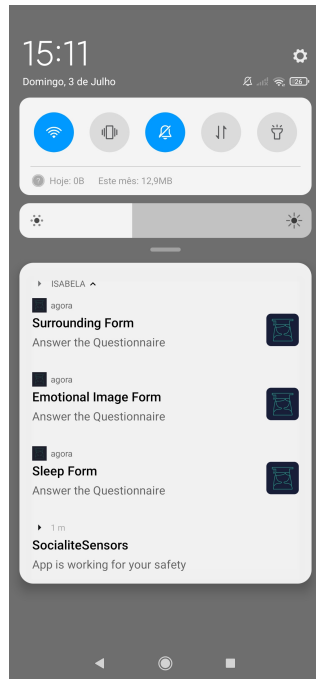 15:11
Domingo, 3 de Julho
26
Hoje: 0B Este mês: 12,9MB
ISABELA
agora
Surrounding Form
Answer the Questionnaire
agora
Emotional Image Form
Answer the Questionnaire
agora
Sleep Form
Answer the Questionnaire
1 m
SocialiteSensors
App is working for your safety